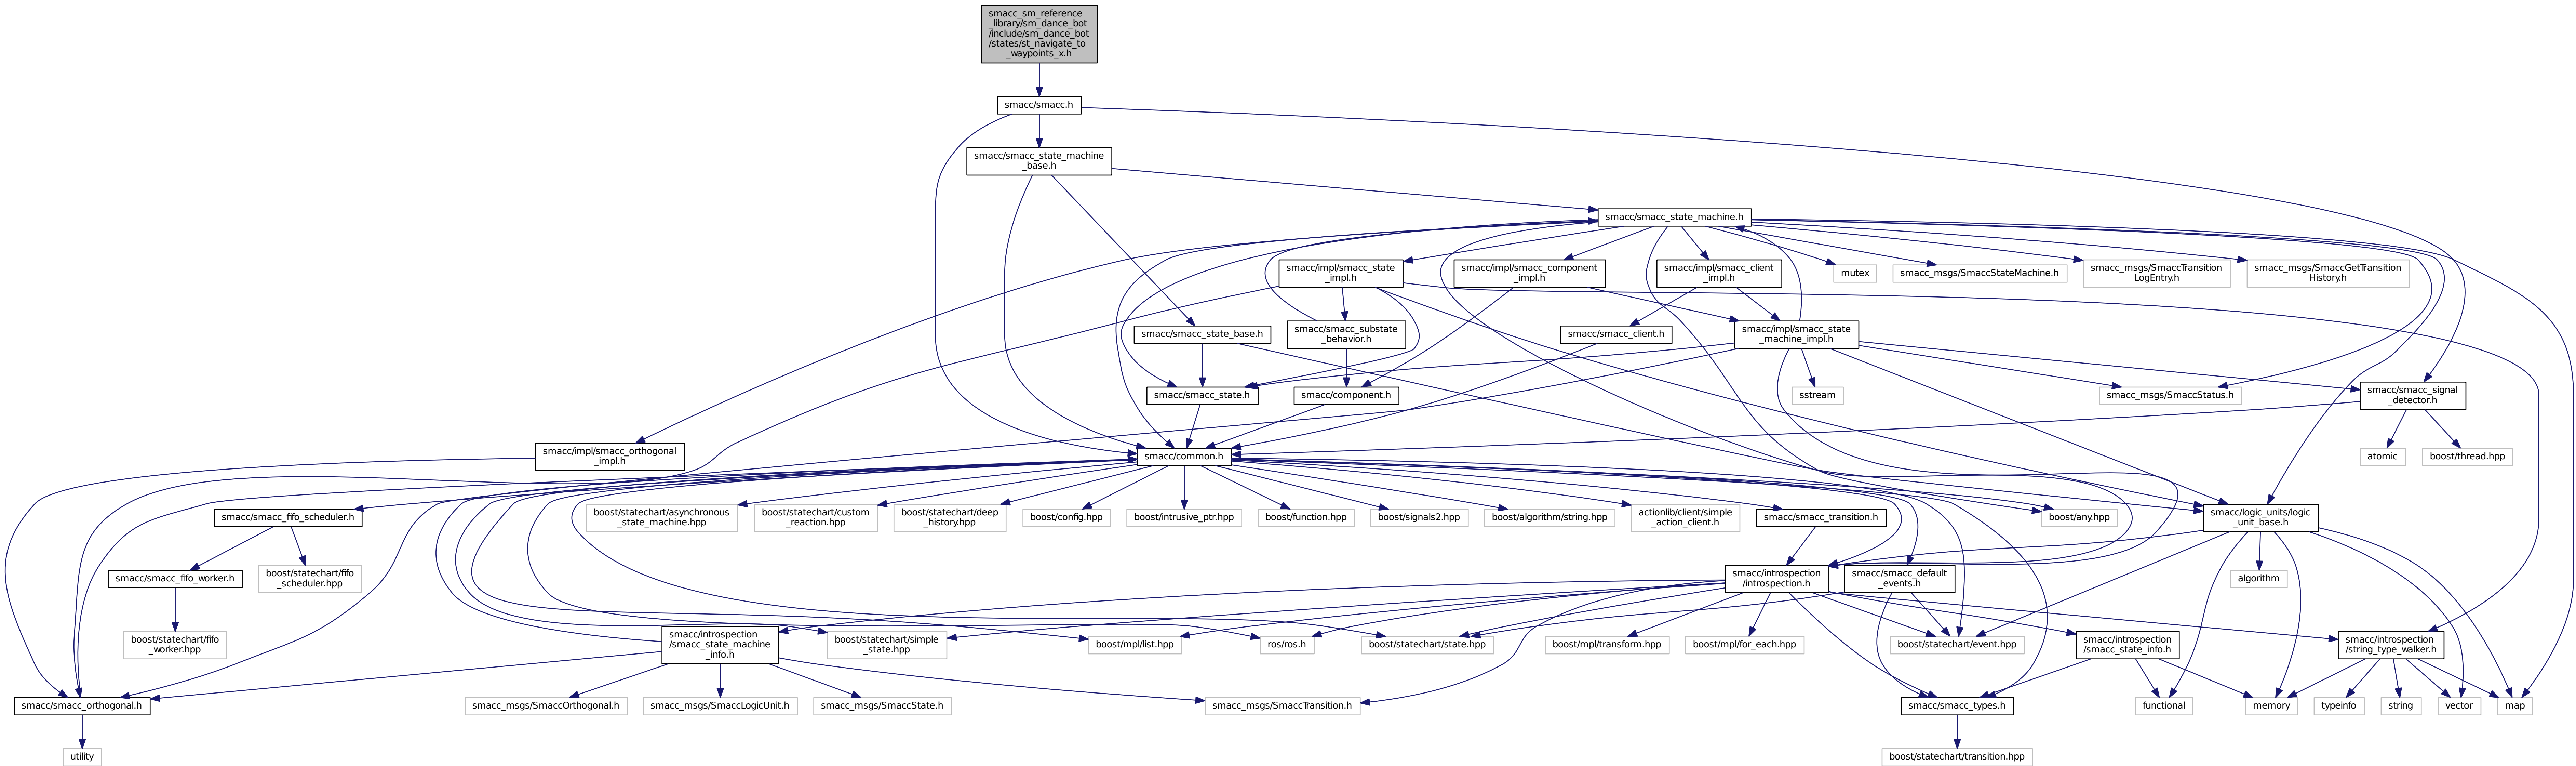 smacc_sm_reference
_library/sm_dance_bot
/include/sm_dance_bot
/states/st_navigate_to
_waypoints_x.h
smacc/smacc.h
smacc/smacc_state_machine
_base.h
smacc/smacc_state_machine.h
smacc/impl/smacc_state
_impl.h
smacc/impl/smacc_component
_impl.h
smacc/impl/smacc_client
_impl.h
mutex
smacc_msgs/SmaccStateMachine.h
smacc_msgs/SmaccTransition
LogEntry.h
smacc_msgs/SmaccGetTransition
History.h
smacc/smacc_state_base.h
smacc/smacc_substate
_behavior.h
smacc/smacc_client.h
smacc/impl/smacc_state
_machine_impl.h
smacc/smacc_state.h
smacc/component.h
sstream
smacc_msgs/SmaccStatus.h
smacc/smacc_signal
_detector.h
smacc/impl/smacc_orthogonal
_impl.h
smacc/common.h
atomic
boost/thread.hpp
smacc/smacc_fifo_scheduler.h
boost/statechart/asynchronous
_state_machine.hpp
boost/statechart/custom
_reaction.hpp
boost/statechart/deep
_history.hpp
boost/config.hpp
boost/intrusive_ptr.hpp
boost/function.hpp
boost/signals2.hpp
boost/algorithm/string.hpp
actionlib/client/simple
_action_client.h
smacc/smacc_transition.h
boost/any.hpp
smacc/logic_units/logic
_unit_base.h
smacc/smacc_fifo_worker.h
boost/statechart/fifo
_scheduler.hpp
smacc/introspection
/introspection.h
smacc/smacc_default
_events.h
algorithm
boost/statechart/fifo
_worker.hpp
smacc/introspection
/smacc_state_machine
_info.h
boost/statechart/simple
_state.hpp
boost/mpl/list.hpp
ros/ros.h
boost/statechart/state.hpp
boost/mpl/transform.hpp
boost/mpl/for_each.hpp
boost/statechart/event.hpp
smacc/introspection
/smacc_state_info.h
smacc/introspection
/string_type_walker.h
smacc/smacc_orthogonal.h
smacc_msgs/SmaccOrthogonal.h
smacc_msgs/SmaccLogicUnit.h
smacc_msgs/SmaccState.h
smacc_msgs/SmaccTransition.h
smacc/smacc_types.h
functional
memory
typeinfo
string
vector
map
utility
boost/statechart/transition.hpp